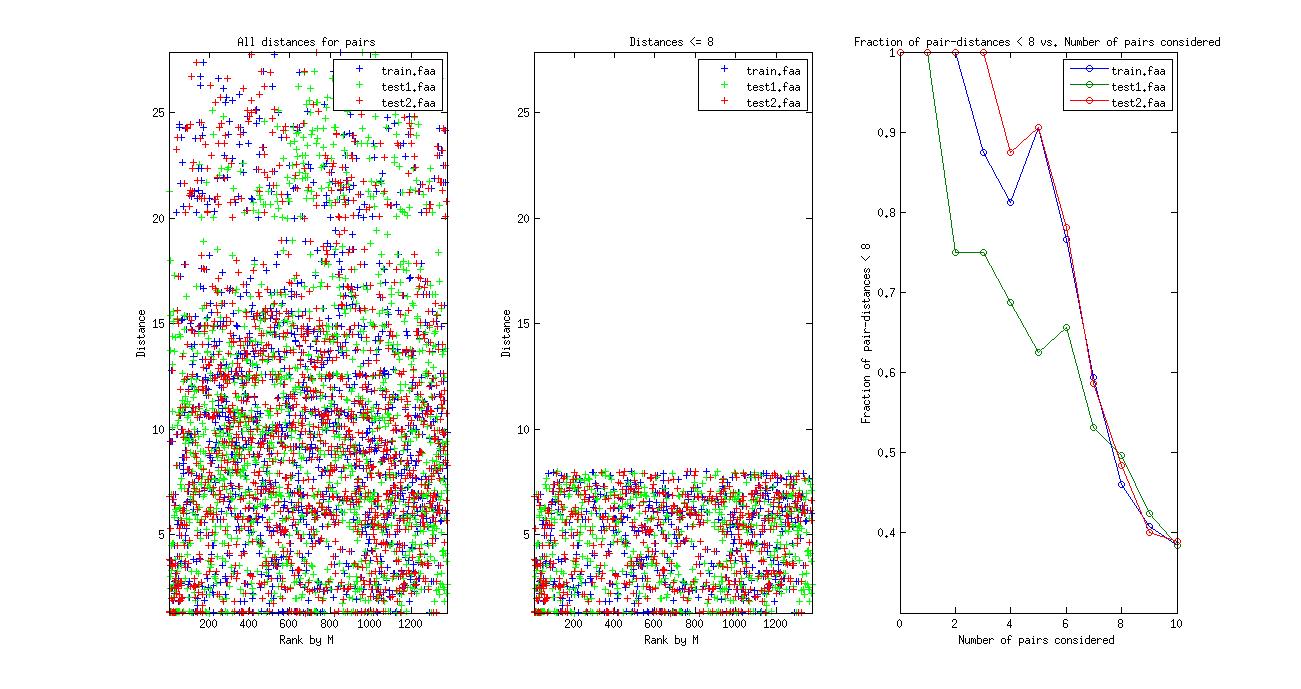 All distances for pairs
train.faa
test1.faa
test2.faa
25
20
15
10
5
Distance
200 400 600 800 1000 1200
Rank by M
Distances <= 8
train.faa
test1.faa
test2.faa
25
20
15
10
5
Distance
200 400 600 800 1000 1200
Rank by M
Fraction of pair-distances < 8 vs. Number of pairs considered
train.faa
test1.faa
test2.faa
1
0.9
0.8
0.7
0.6
0.5
0.4
Fraction of pair-distances < 8
0 2 4 6 8 10
Number of pairs considered